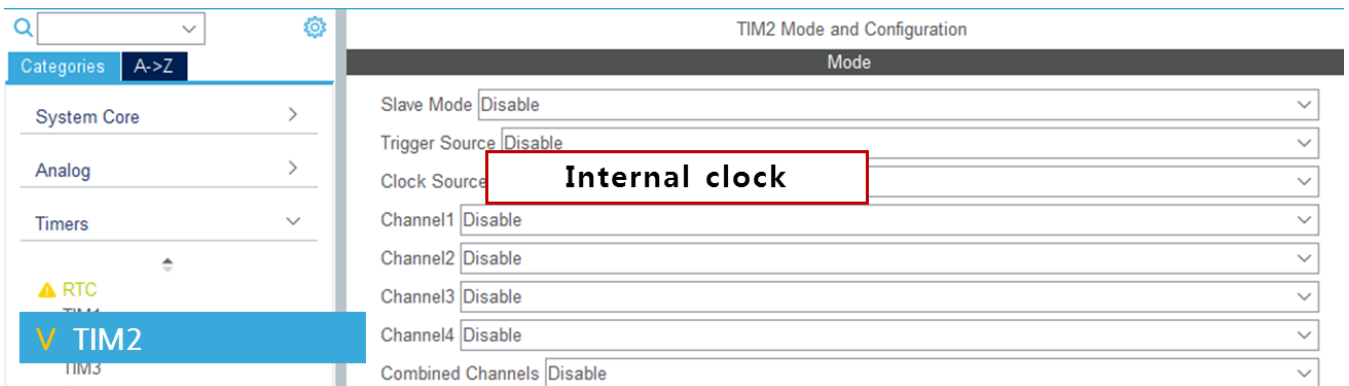 TIM2 Mode and Configuration
Categories A->Z
Mode
System Core
Analog
Timers
RTC
TIM1
V TIM2
TIM3
Slave Mode Disable
Trigger Source Disable
Clock Source Internal clock
Channel1 Disable
Channel2 Disable
Channel3 Disable
Channel4 Disable
Combined Channels Disable